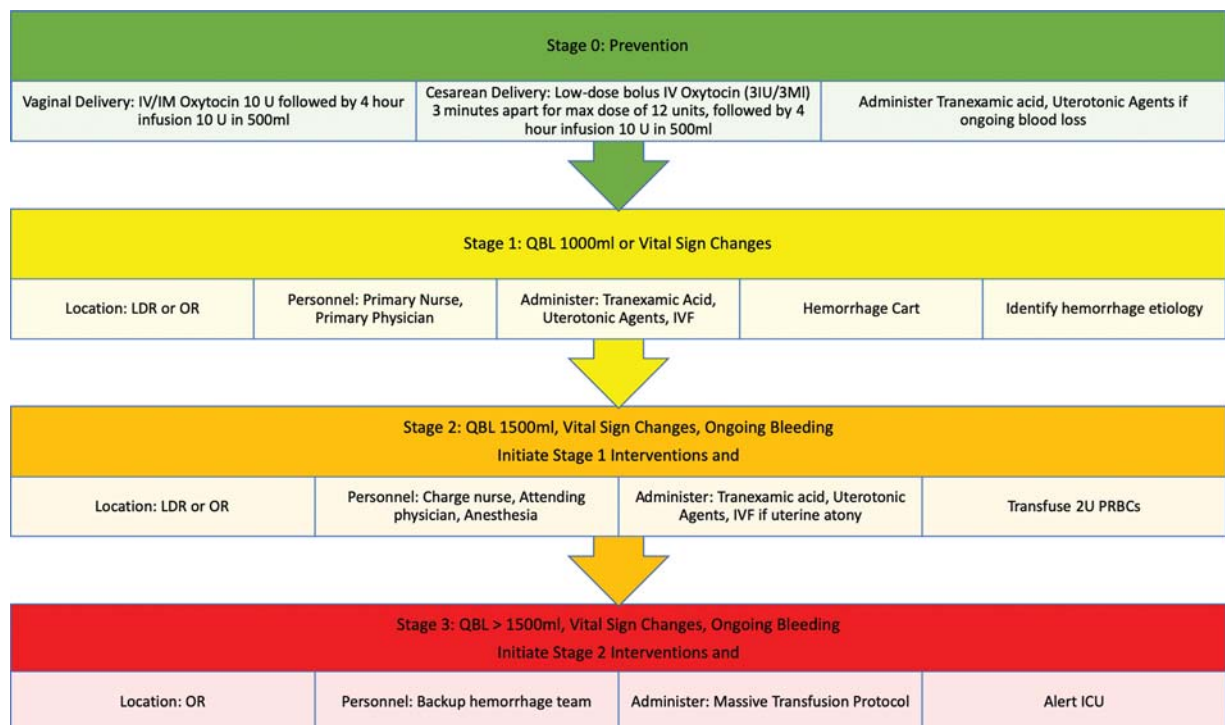 Stage 0: Prevention
Vaginal Delivery: IV/IM Oxytocin 10 U followed by 4 hour
infusion 10 U in 500ml
Cesarean Delivery: Low-dose bolus IV Oxytocin (3IU/3Ml)
3 minutes apart for max dose of 12 units, followed by 4
hour infusion 10 U in 500ml
Administer Tranexamic acid, Uterotonic Agents if
ongoing blood loss
Stage 1: QBL 1000ml or Vital Sign Changes
Location: LDR or OR
Personnel: Primary Nurse,
Primary Physician
Administer: Tranexamic Acid,
Uterotonic Agents, IVF
Hemorrhage Cart
Identify hemorrhage etiology
Stage 2: QBL 1500ml, Vital Sign Changes, Ongoing Bleeding
Initiate Stage 1 Interventions and
Location: LDR or OR
Personnel: Charge nurse, Attending
physician, Anesthesia
Administer: Tranexamic acid, Uterotonic
Agents, IVF if uterine atony
Transfuse 2U PRBCs
Stage 3: QBL > 1500ml, Vital Sign Changes, Ongoing Bleeding
Initiate Stage 2 Interventions and
Location: OR
Personnel: Backup hemorrhage team
Administer: Massive Transfusion Protocol
Alert ICU